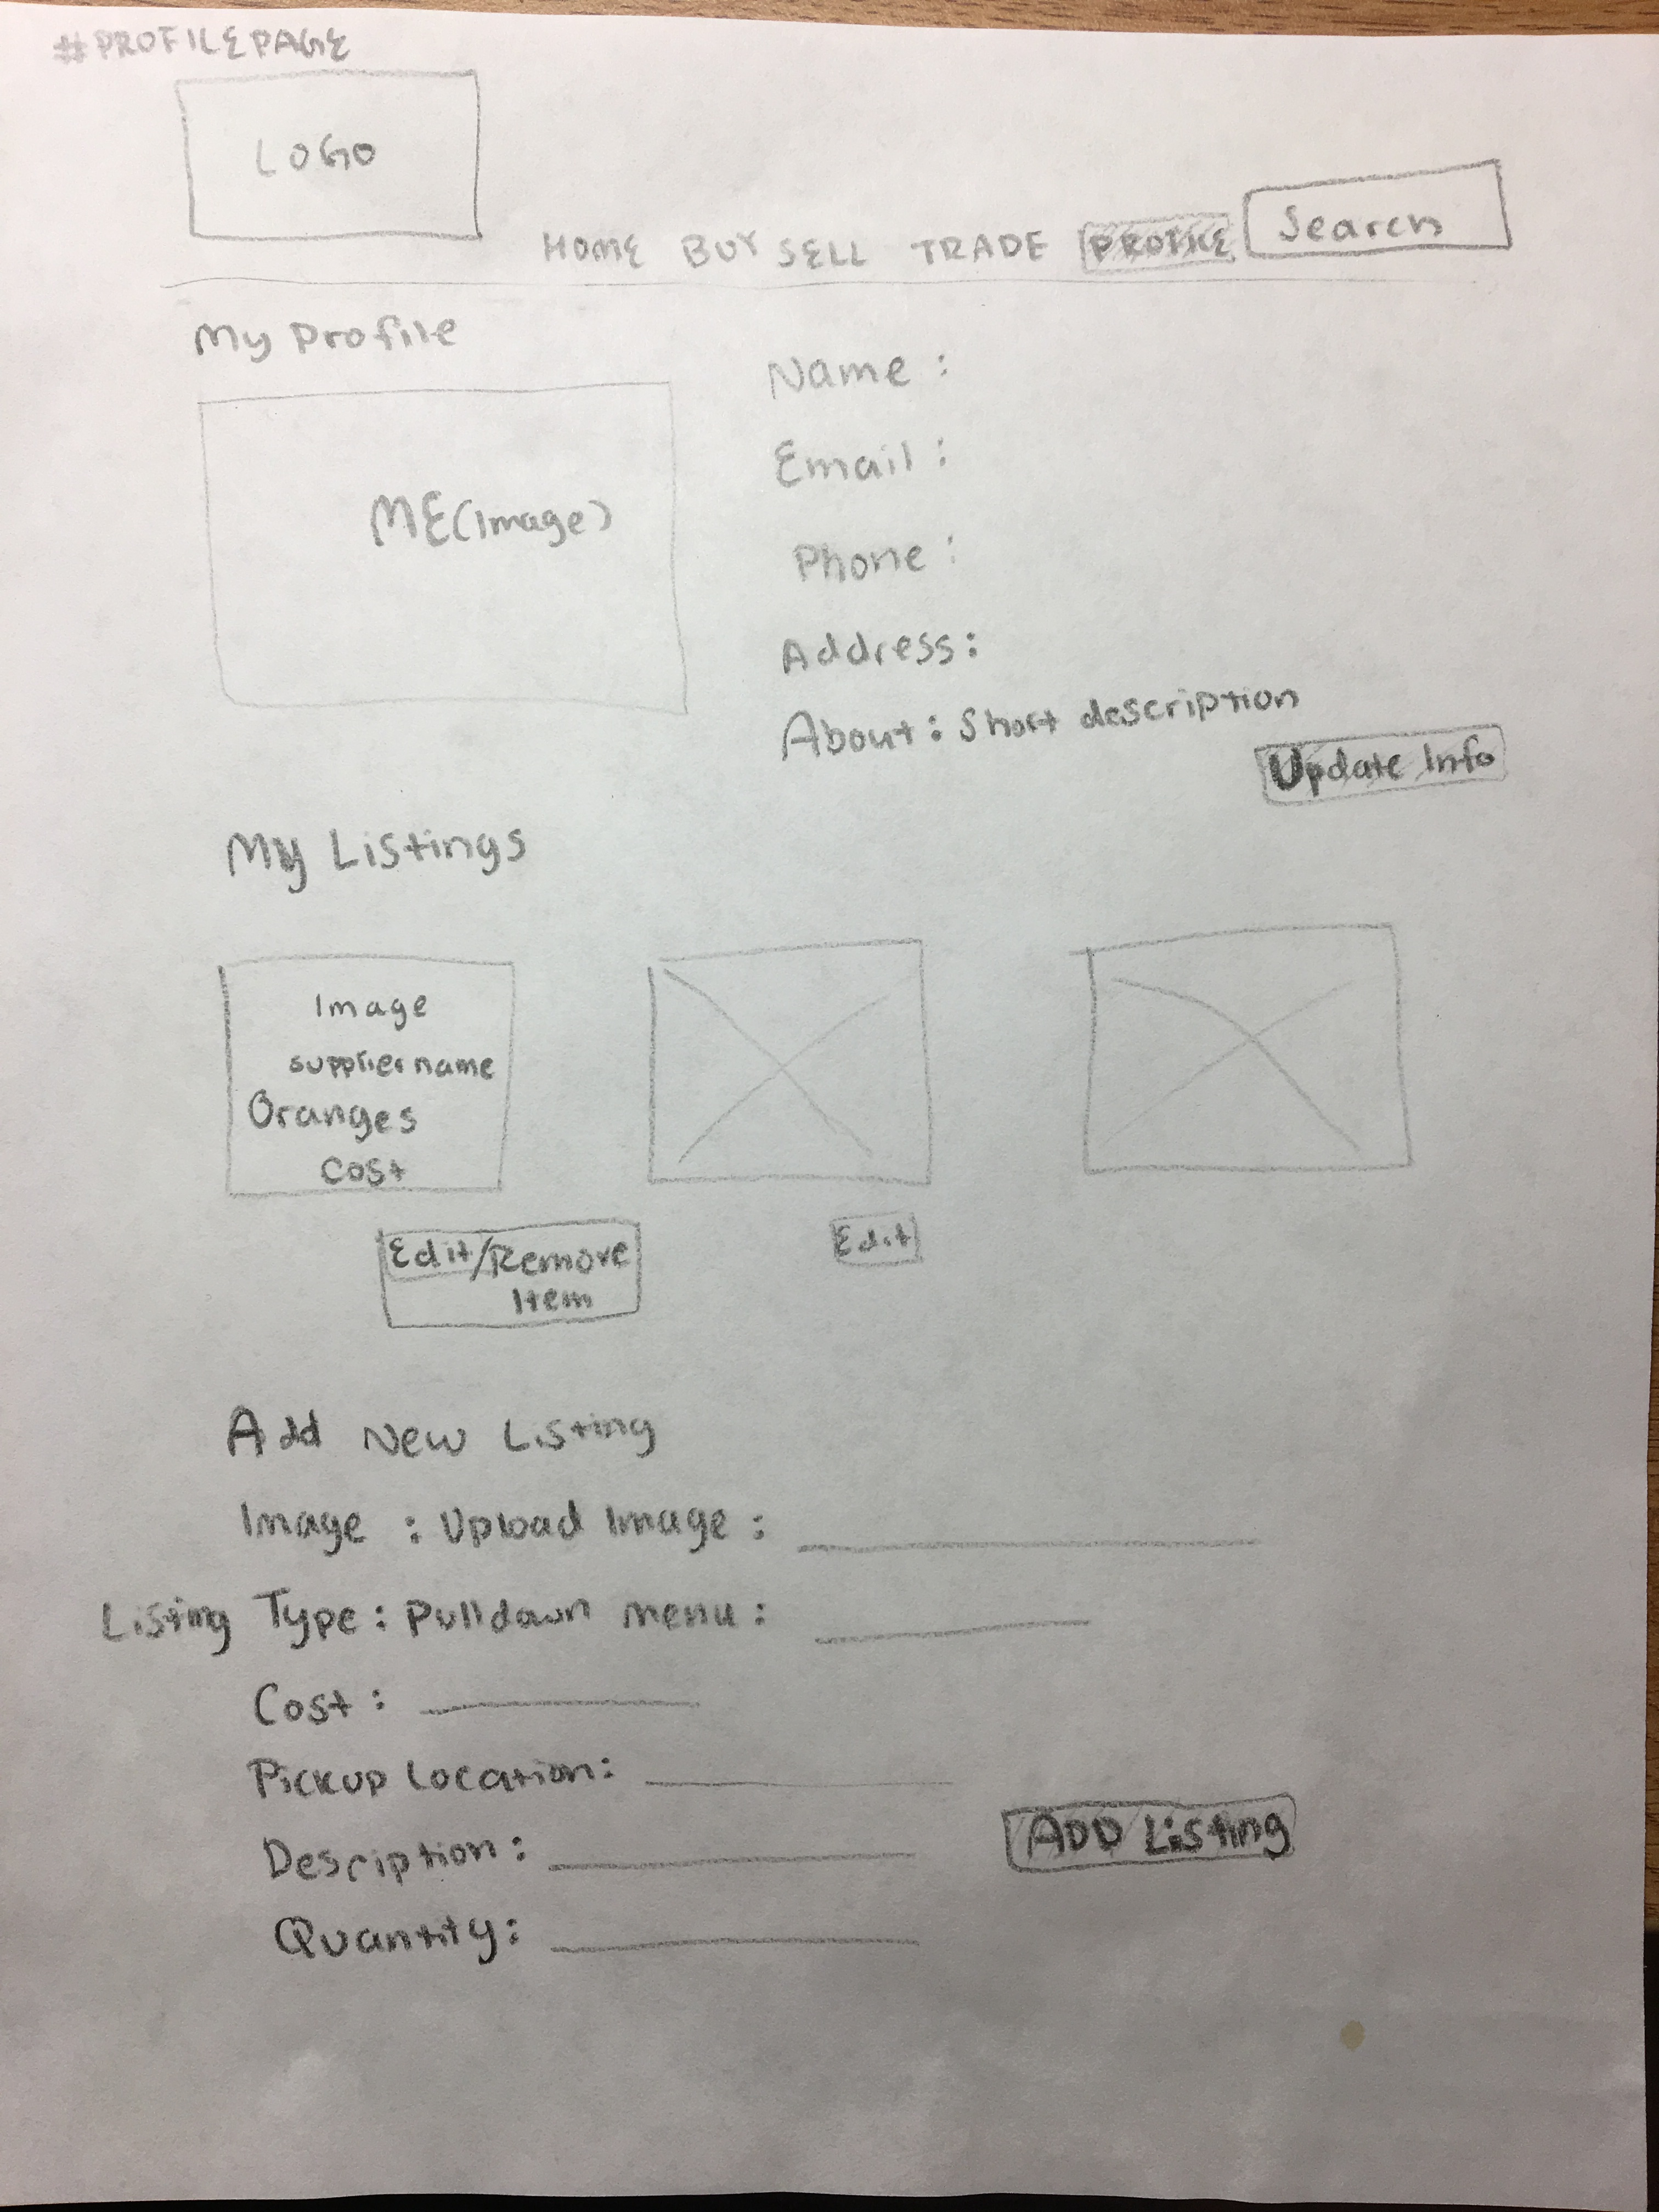 #PROFILEPAGE
LOGO
HOME BUY SELL TRADE PROFILE Search
My Profile
ME(Image)
Name :
Email :
Phone :
Address:
About: Short description
Update Info
My Listings
Image
supplier name
Oranges
cost
Edit/Remove
Item
Edit
Add New Listing
Image : Upload Image :
Listing Type: Pulldown menu :
Cost :
Pickup Location:
Description :
ADD Listing
Quantity: